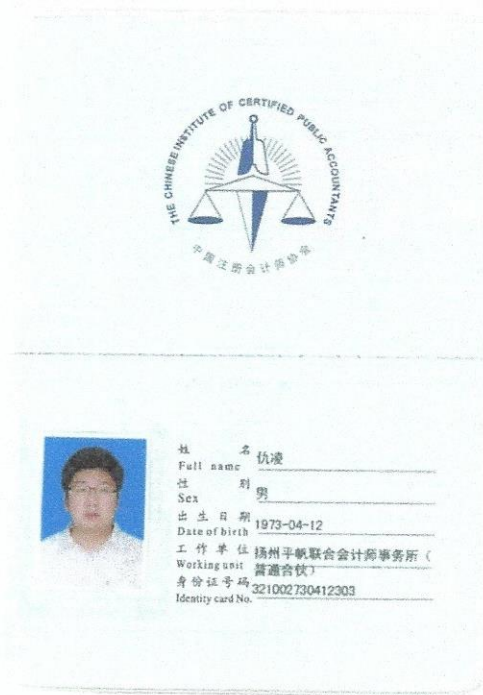 THE CHINESE INSTITUTE OF CERTIFIED PUBLIC ACCOUNTANTS
中国注册会计师协会
姓 名 仇凌
Full name
性 别 男
Sex
出生日期 1973-04-12
Date of birth
工作单位 扬州平帆联合会计师事务所（
Working unit 普通合伙）
身份证号码 321002730412303
Identity card No.